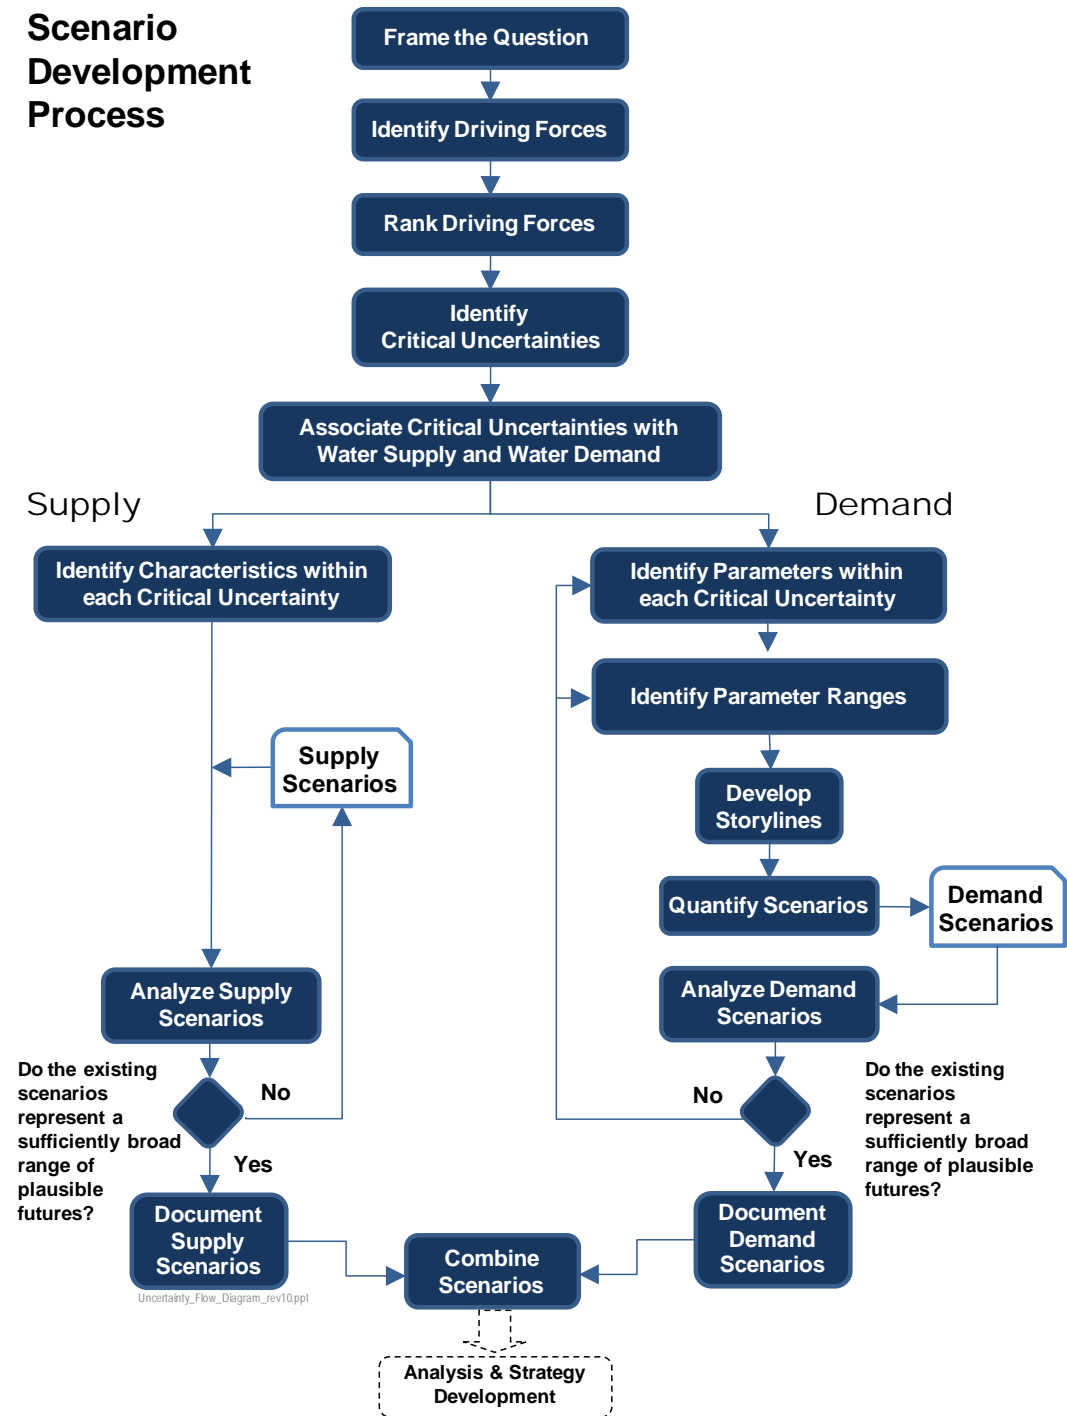 Scenario
Development
Process
Frame the Question
Identify Driving Forces
Rank Driving Forces
Identify
Critical Uncertainties
Associate Critical Uncertainties with
Water Supply and Water Demand
Supply
Demand
Identify Characteristics within
each Critical Uncertainty
Identify Parameters within
each Critical Uncertainty
Identify Parameter Ranges
Supply
Scenarios
Develop
Storylines
Quantify Scenarios
Demand
Scenarios
Analyze Supply
Scenarios
Analyze Demand
Scenarios
Do the existing
scenarios
represent a
sufficiently broad
range of
plausible
futures?
No
Yes
No
Yes
Do the existing
scenarios
represent a
sufficiently broad
range of plausible
futures?
Document
Supply
Scenarios
Combine
Scenarios
Document
Demand
Scenarios
Uncertainty_Flow_Diagram_rev10.ppt
Analysis & Strategy
Development